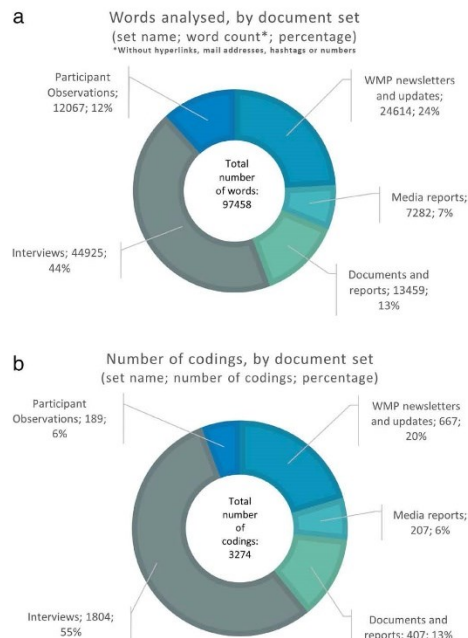 a
Words analysed, by document set
(set name; word count*; percentage)
*Without hyperlinks, mail addresses, hashtags or numbers
Participant
Observations;
12067; 12%
WMP newsletters
and updates;
24614; 24%
Total
number
of words:
97458
Media reports;
7282; 7%
Interviews; 44925;
44%
Documents and
reports; 13459;
13%
b
Number of codings, by document set
(set name; number of codings; percentage)
Participant
Observations; 189;
6%
WMP newsletters
and updates; 667;
20%
Total
number
of
codings:
3274
Media reports;
207; 6%
Interviews; 1804;
55%
Documents and
reports; 407; 13%